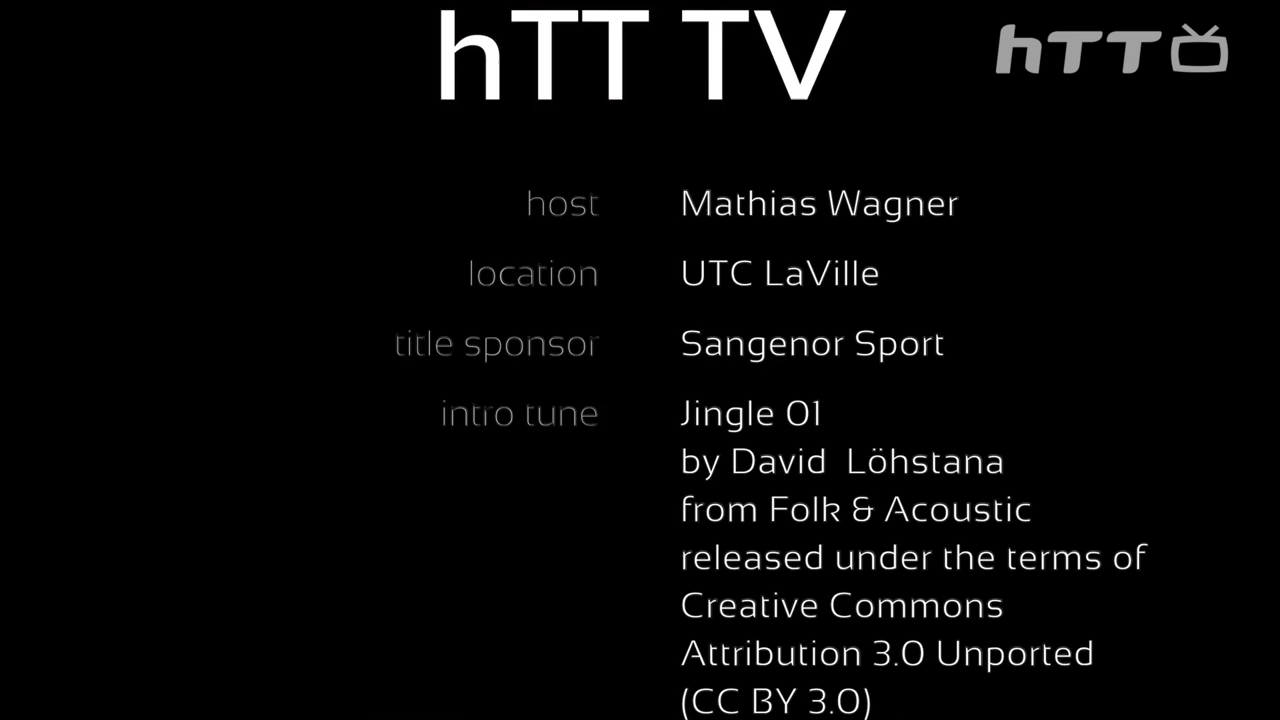 hTT TV
hTT
host Mathias Wagner
location UTC LaVille
title sponsor Sangenor Sport
intro tune Jingle 01
by David  Löhstana
from Folk & Acoustic
released under the terms of
Creative Commons
Attribution 3.0 Unported
(CC BY 3.0)